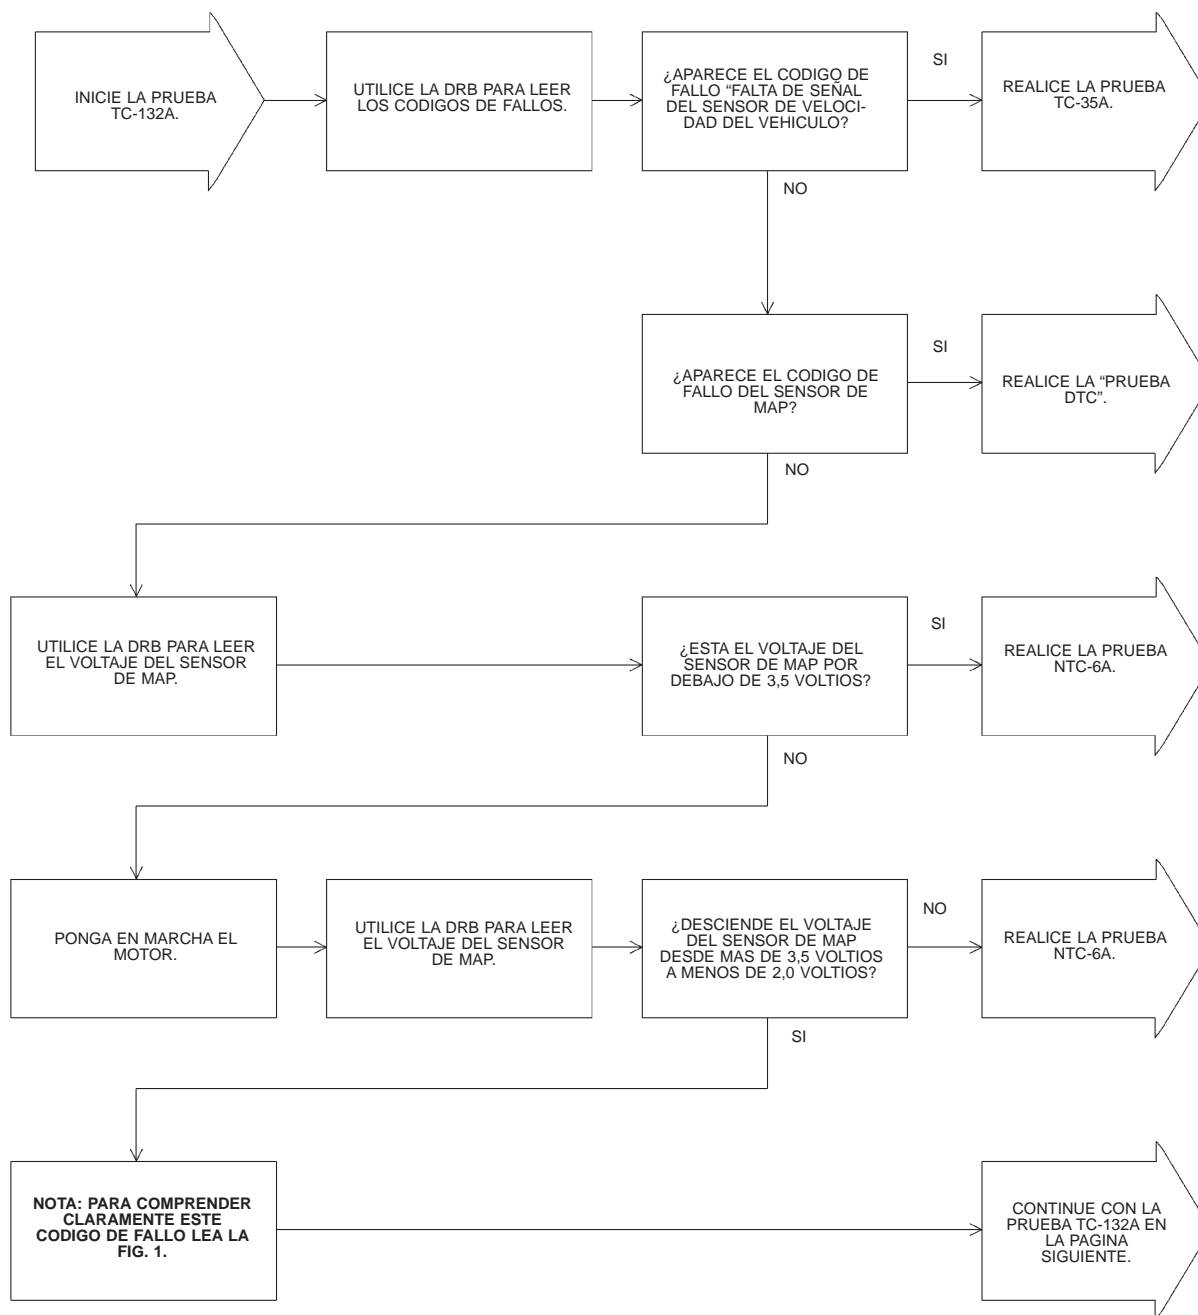 INICIE LA PRUEBA
TC-132A.
UTILICE LA DRB PARA LEER
LOS CODIGOS DE FALLOS.
¿APARECE EL CODIGO DE
FALLO “FALTA DE SEÑAL
DEL SENSOR DE VELOCI-
DAD DEL VEHICULO?
SI
REALICE LA PRUEBA
TC-35A.
NO
¿APARECE EL CODIGO DE
FALLO DEL SENSOR DE
MAP?
SI
REALICE LA “PRUEBA
DTC”.
NO
UTILICE LA DRB PARA LEER
EL VOLTAJE DEL SENSOR
DE MAP.
¿ESTA EL VOLTAJE DEL
SENSOR DE MAP POR
DEBAJO DE 3,5 VOLTIOS?
SI
REALICE LA PRUEBA
NTC-6A.
NO
PONGA EN MARCHA EL
MOTOR.
UTILICE LA DRB PARA LEER
EL VOLTAJE DEL SENSOR
DE MAP.
¿DESCIENDE EL VOLTAJE
DEL SENSOR DE MAP
DESDE MAS DE 3,5 VOLTIOS
A MENOS DE 2,0 VOLTIOS?
NO
REALICE LA PRUEBA
NTC-6A.
SI
NOTA: PARA COMPRENDER
CLARAMENTE ESTE
CODIGO DE FALLO LEA LA
FIG. 1.
CONTINUE CON LA
PRUEBA TC-132A EN
LA PAGINA
SIGUIENTE.